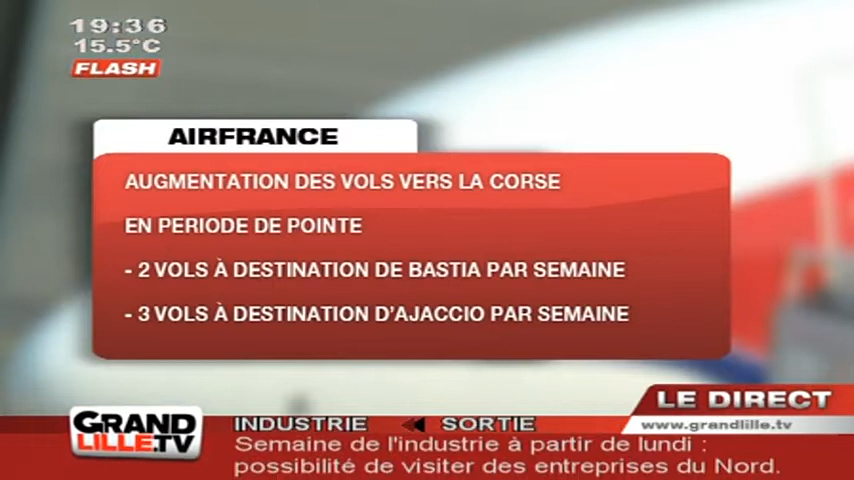 19:36
15.5°C
FLASH
AIRFRANCE
AUGMENTATION DES VOLS VERS LA CORSE
EN PERIODE DE POINTE
- 2 VOLS À DESTINATION DE BASTIA PAR SEMAINE
- 3 VOLS À DESTINATION D'AJACCIO PAR SEMAINE
LE DIRECT
www.grandlille.tv
GRAND
LILLE.TV
INDUSTRIE SORTIE
Semaine de l'industrie à partir de lundi :
possibilité de visiter des entreprises du Nord.